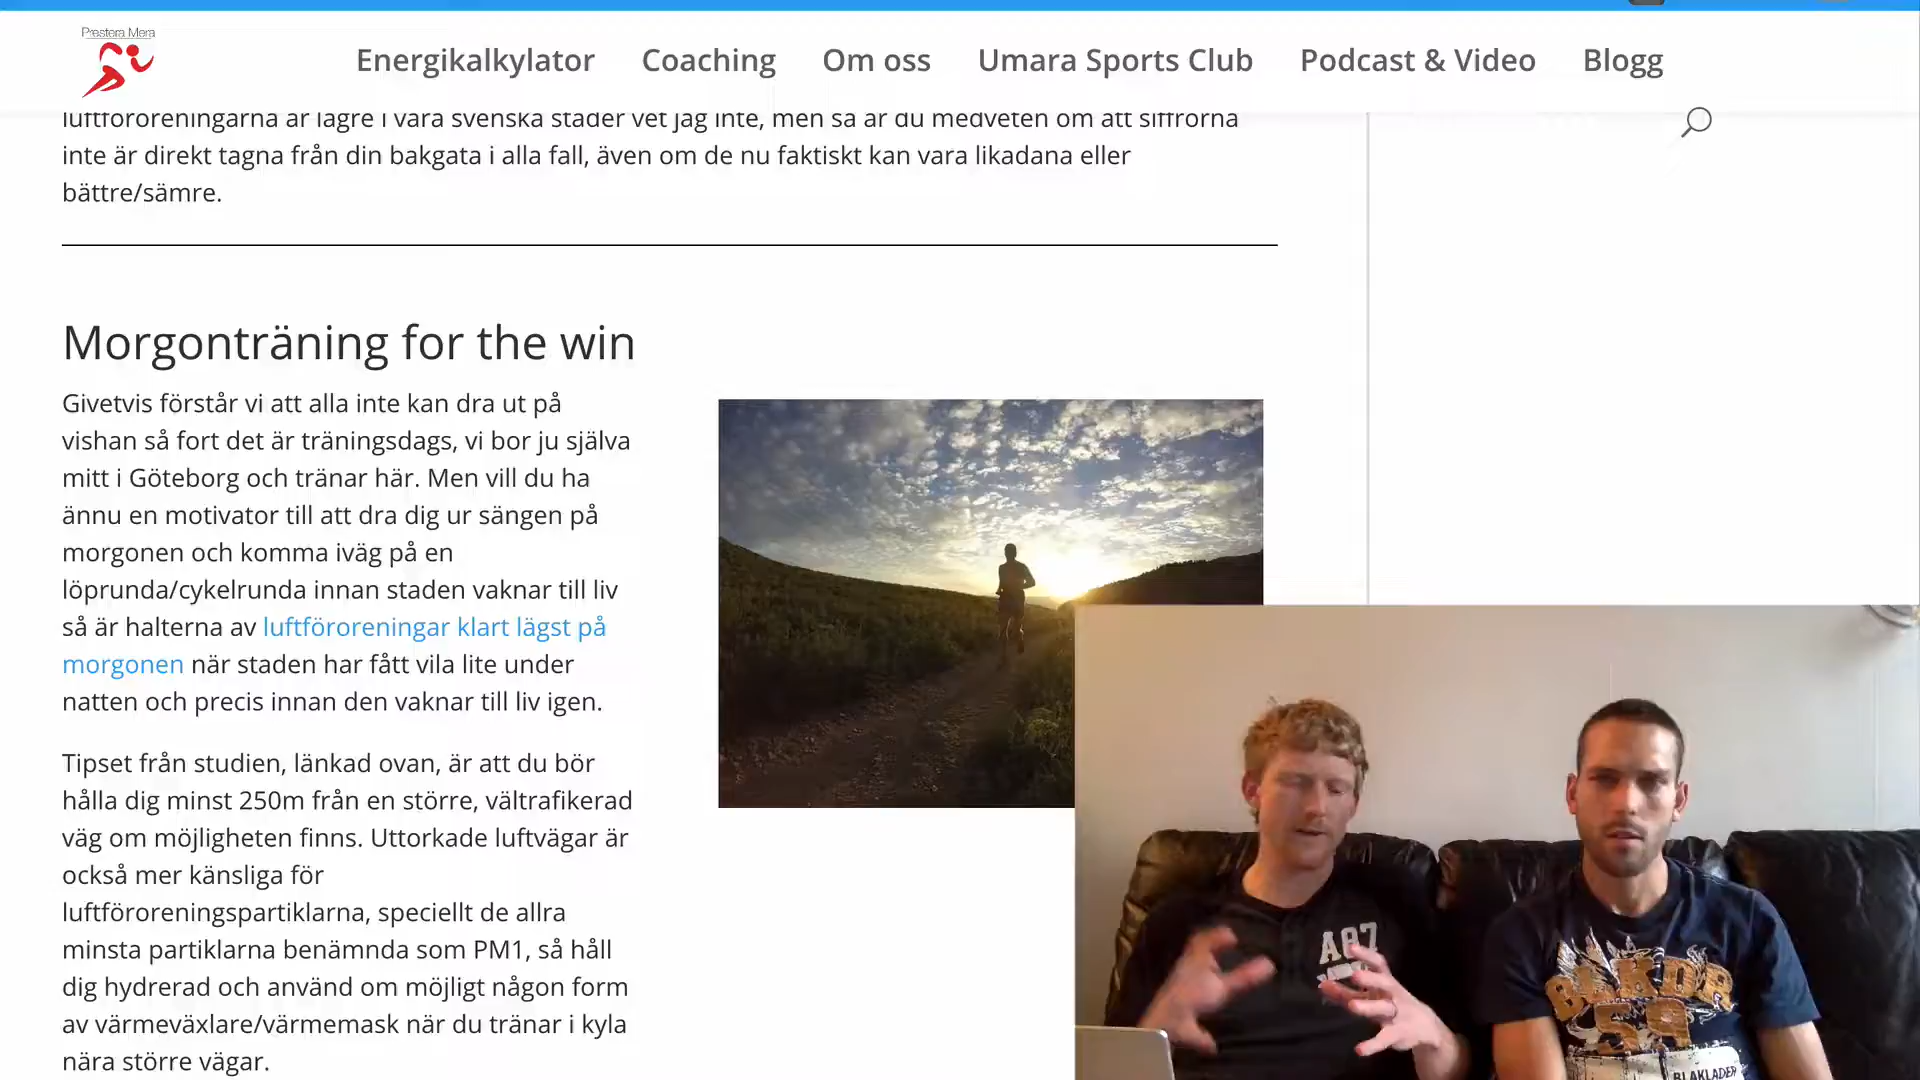 Prestera Mera
Energikalkylator Coaching Om oss Umara Sports Club Podcast & Video Blogg
luftföroreningarna är lägre i våra svenska städer vet jag inte, men så är du medveten om att siffrorna
inte är direkt tagna från din bakgata i alla fall, även om de nu faktiskt kan vara likadana eller
bättre/sämre.
Morgonträning for the win
Givetvis förstår vi att alla inte kan dra ut på
vishan så fort det är träningsdags, vi bor ju själva
mitt i Göteborg och tränar här. Men vill du ha
ännu en motivator till att dra dig ur sängen på
morgonen och komma iväg på en
löprunda/cykelrunda innan staden vaknar till liv
så är halterna av luftföroreningar klart lägst på
morgonen när staden har fått vila lite under
natten och precis innan den vaknar till liv igen.
Tipset från studien, länkad ovan, är att du bör
hålla dig minst 250m från en större, vältrafikerad
väg om möjligheten finns. Uttorkade luftvägar är
också mer känsliga för
luftföroreningspartiklarna, speciellt de allra
minsta partiklarna benämnda som PM1, så håll
dig hydrerad och använd om möjligt någon form
av värmeväxlare/värmemask när du tränar i kyla
nära större vägar.
BLKDR
59
BLAKLADER